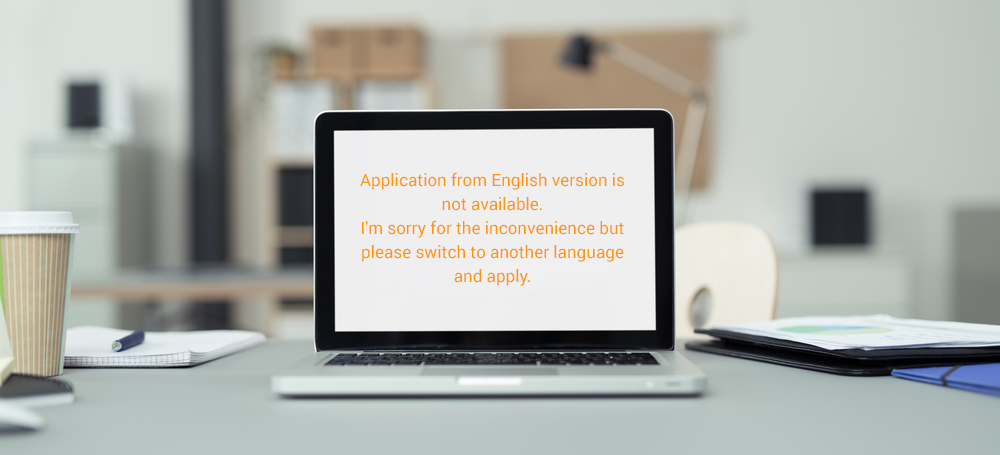 Application from English version is
not available.
I'm sorry for the inconvenience but
please switch to another language
and apply.